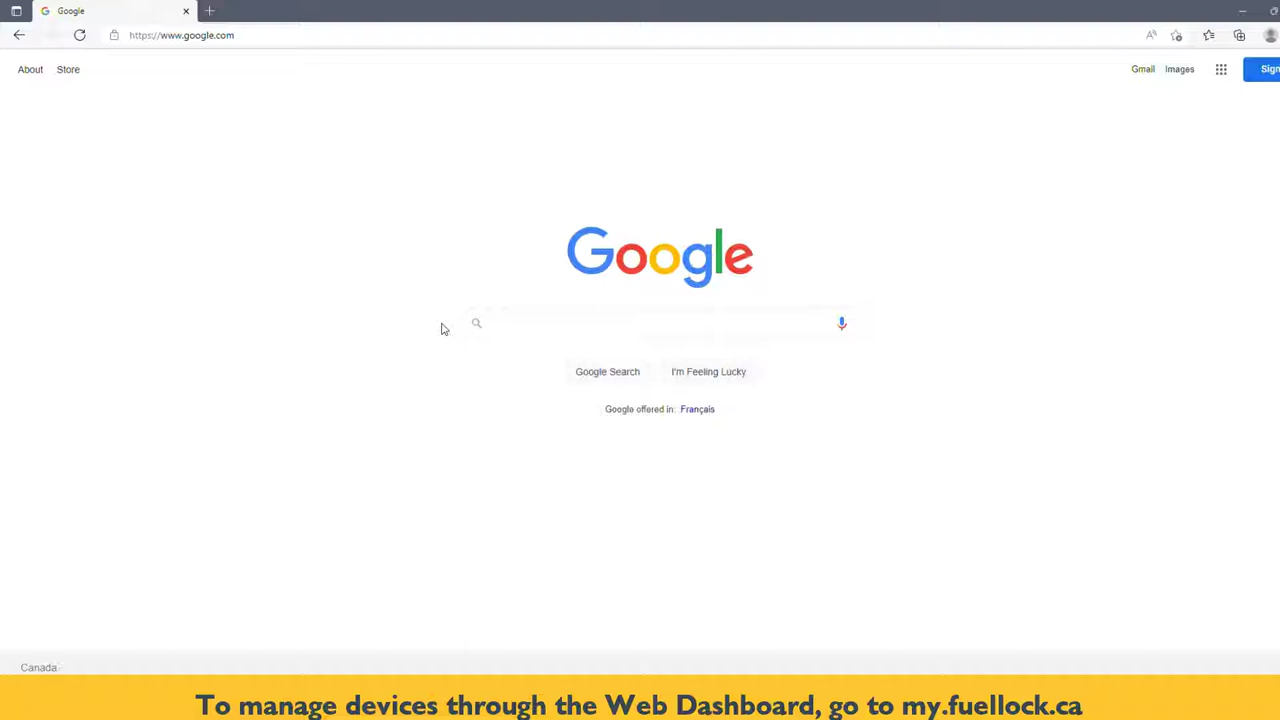 Google
https://www.google.com
About Store Gmail Images Sign
Google
Google Search I'm Feeling Lucky
Google offered in: Français
Canada
To manage devices through the Web Dashboard, go to my.fuellock.ca